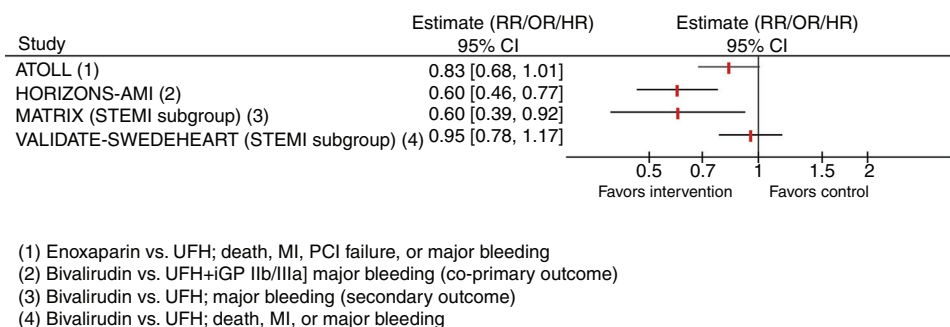 Estimate (RR/OR/HR) Estimate (RR/OR/HR)
Study 95% CI 95% CI
ATOLL (1) 0.83 [0.68, 1.01]
HORIZONS-AMI (2) 0.60 [0.46, 0.77]
MATRIX (STEMI subgroup) (3) 0.60 [0.39, 0.92]
VALIDATE-SWEDEHEART (STEMI subgroup) (4) 0.95 [0.78, 1.17]
0.5 0.7 1 1.5 2
Favors intervention Favors control
(1) Enoxaparin vs. UFH; death, MI, PCI failure, or major bleeding
(2) Bivalirudin vs. UFH+iGP IIb/IIIa] major bleeding (co-primary outcome)
(3) Bivalirudin vs. UFH; major bleeding (secondary outcome)
(4) Bivalirudin vs. UFH; death, MI, or major bleeding